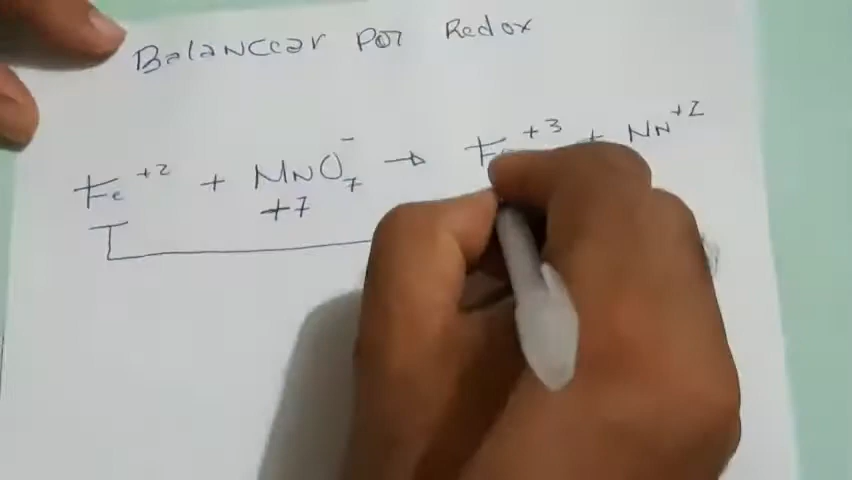 Balancear Por Redox
Fe +2 + MnO7 - → Fe +3 + Mn +2
+7